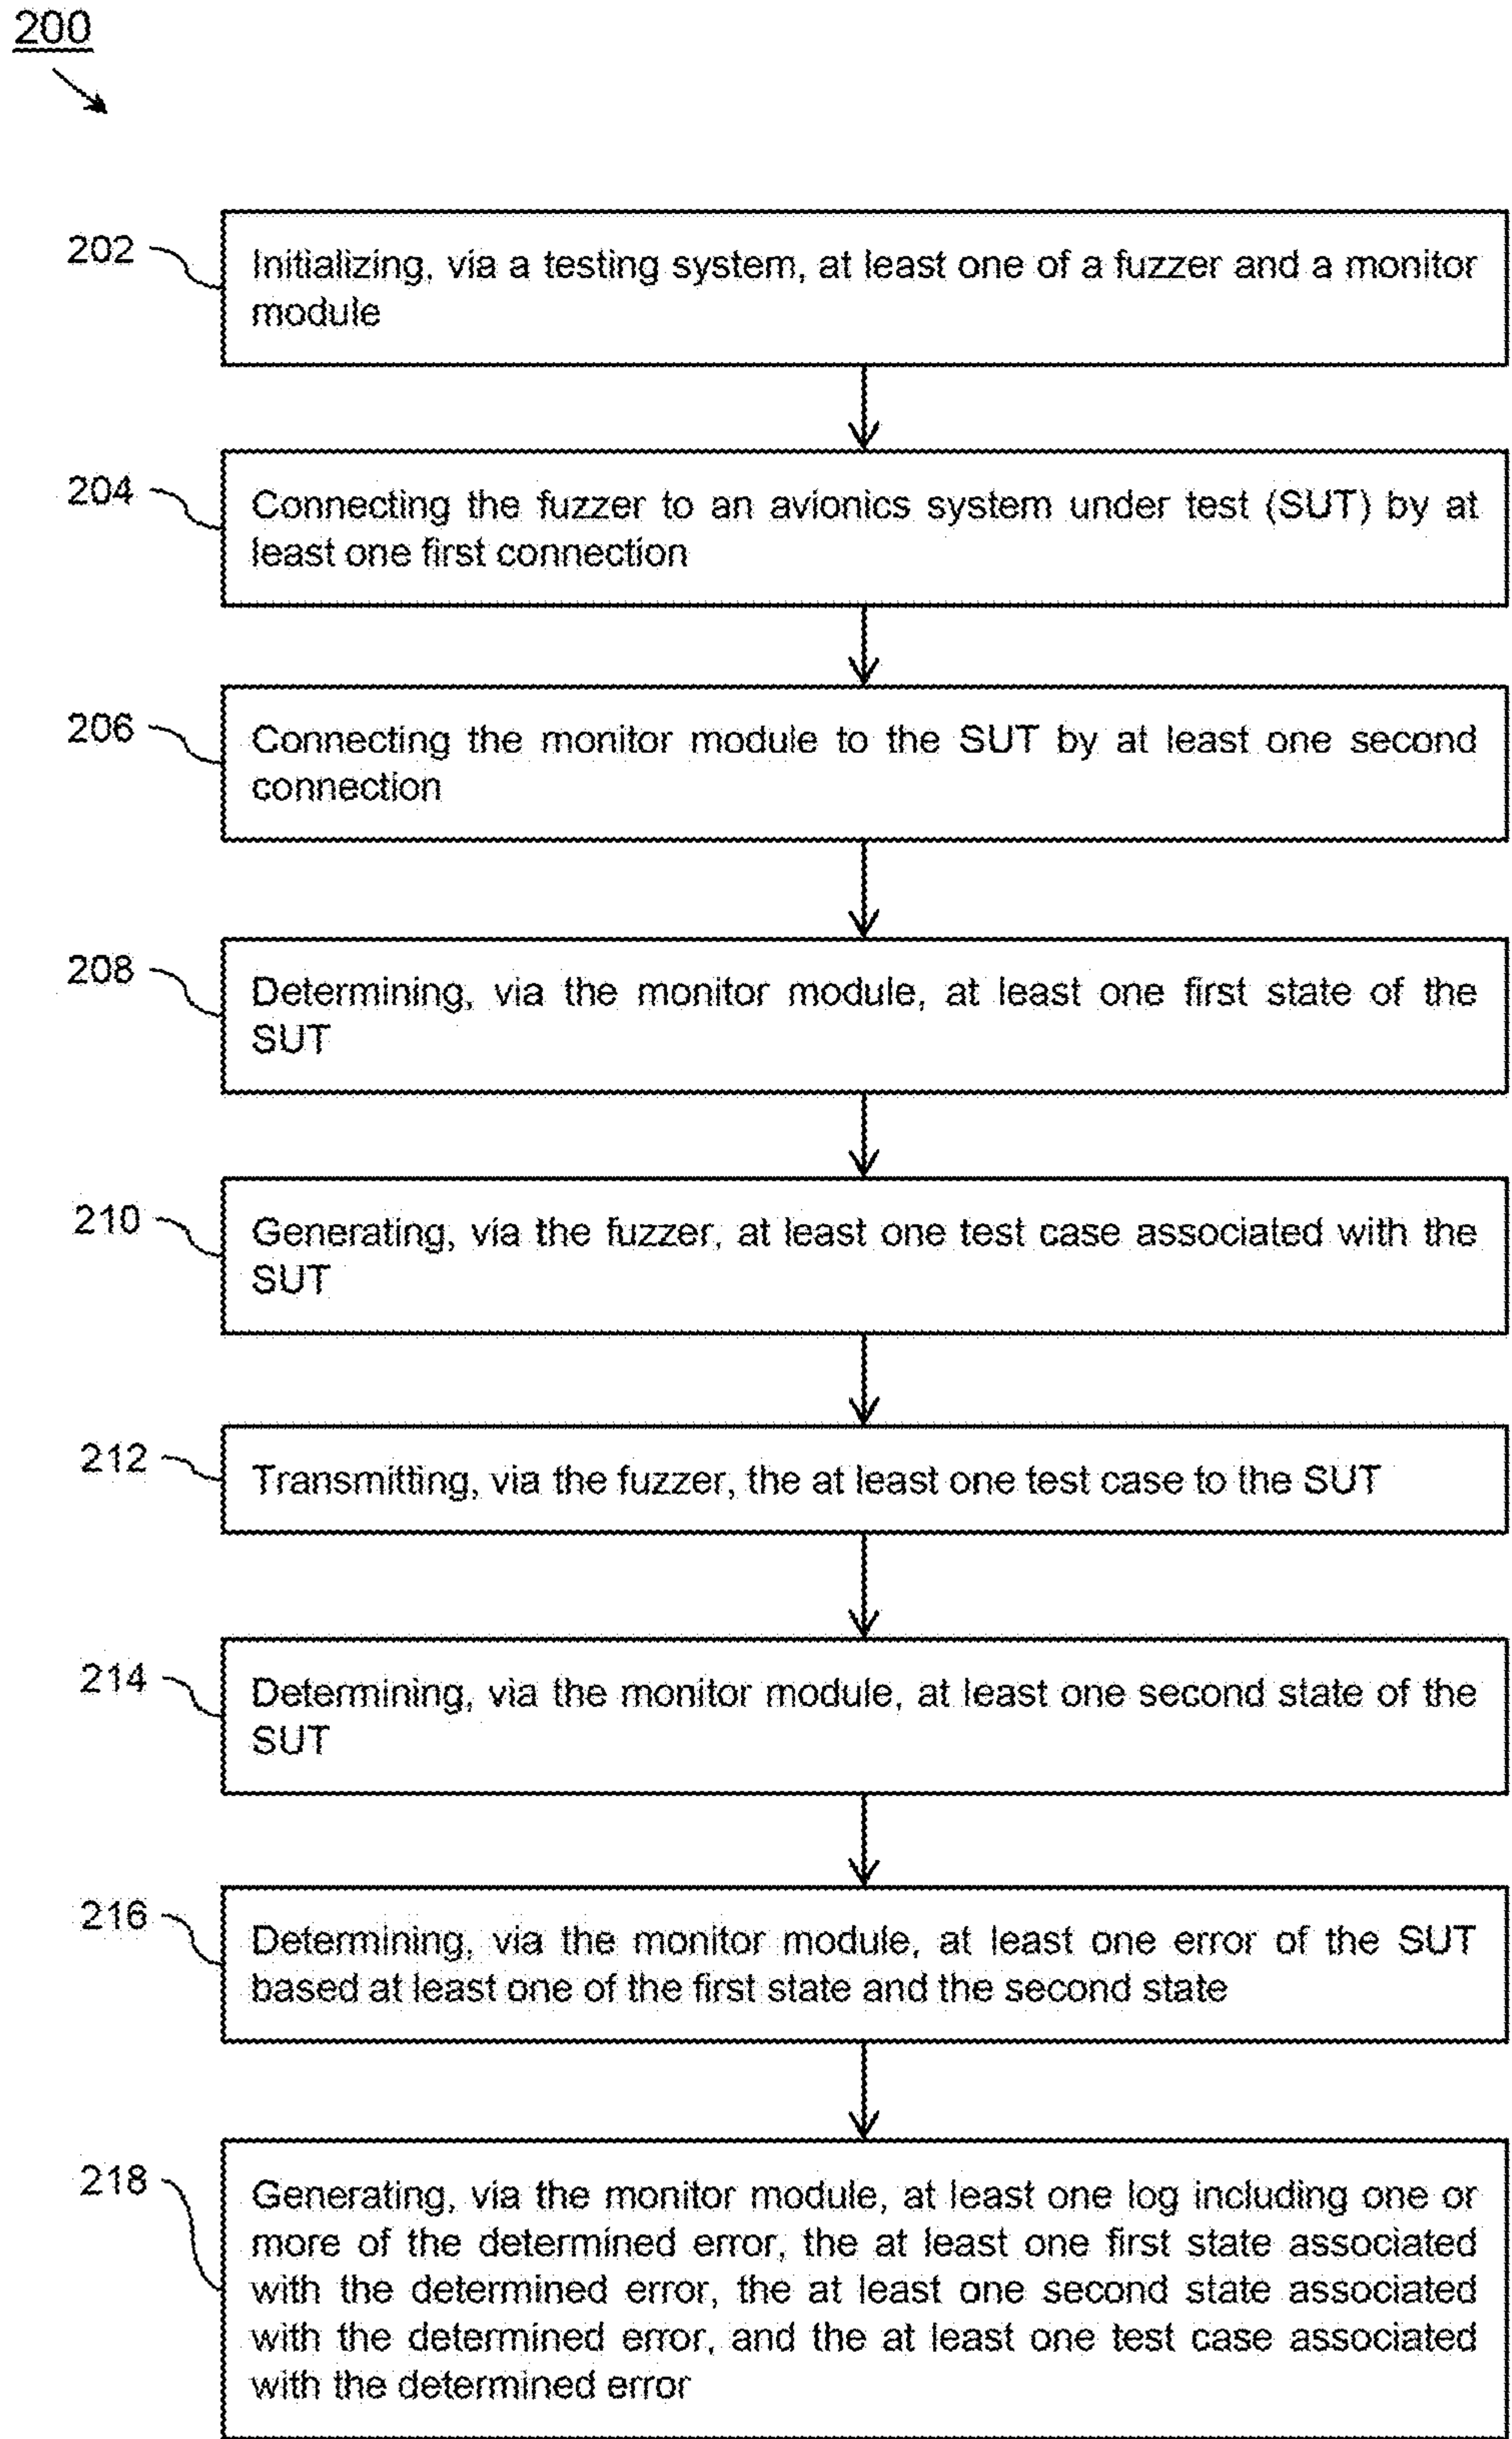 200
202
Initializing, via a testing system, at least one of a fuzzer and a monitor
module
204
Connecting the fuzzer to an avionics system under test (SUT) by at
least one first connection
206
Connecting the monitor module to the SUT by at least one second
connection
208
Determining, via the monitor module, at least one first state of the
SUT
210
Generating, via the fuzzer, at least one test case associated with the
SUT
212
Transmitting, via the fuzzer, the at least one test case to the SUT
214
Determining, via the monitor module, at least one second state of the
SUT
216
Determining, via the monitor module, at least one error of the SUT
based at least one of the first state and the second state
218
Generating, via the monitor module, at least one log including one or
more of the determined error, the at least one first state associated
with the determined error, the at least one second state associated
with the determined error, and the at least one test case associated
with the determined error